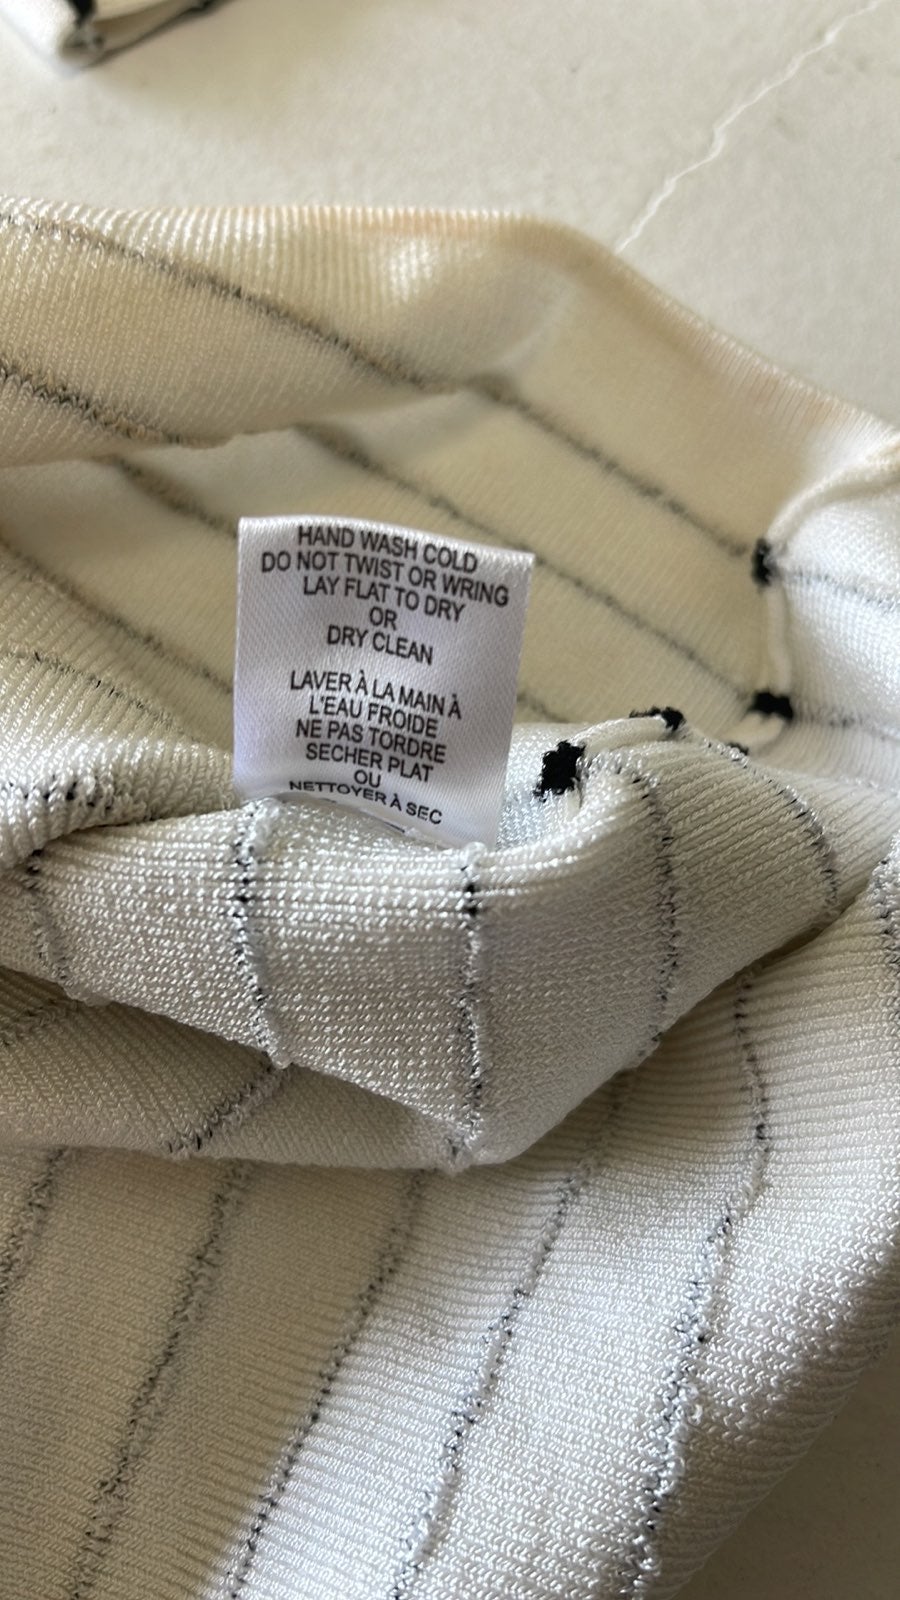 HAND WASH COLD
DO NOT TWIST OR WRING
LAY FLAT TO DRY
OR
DRY CLEAN
LAVER À LA MAIN À
L'EAU FROIDE
NE PAS TORDRE
SECHER PLAT
OU
NETTOYER À SEC